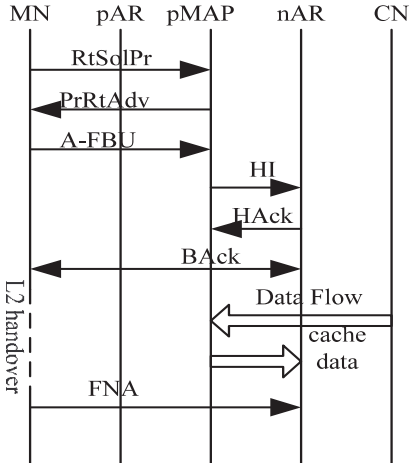 MN pAR pMAP nAR CN
RtSolPr
PrRtAdv
A-FBU
HI
HAck
BAck
Data Flow
cache
data
L2 handover
FNA